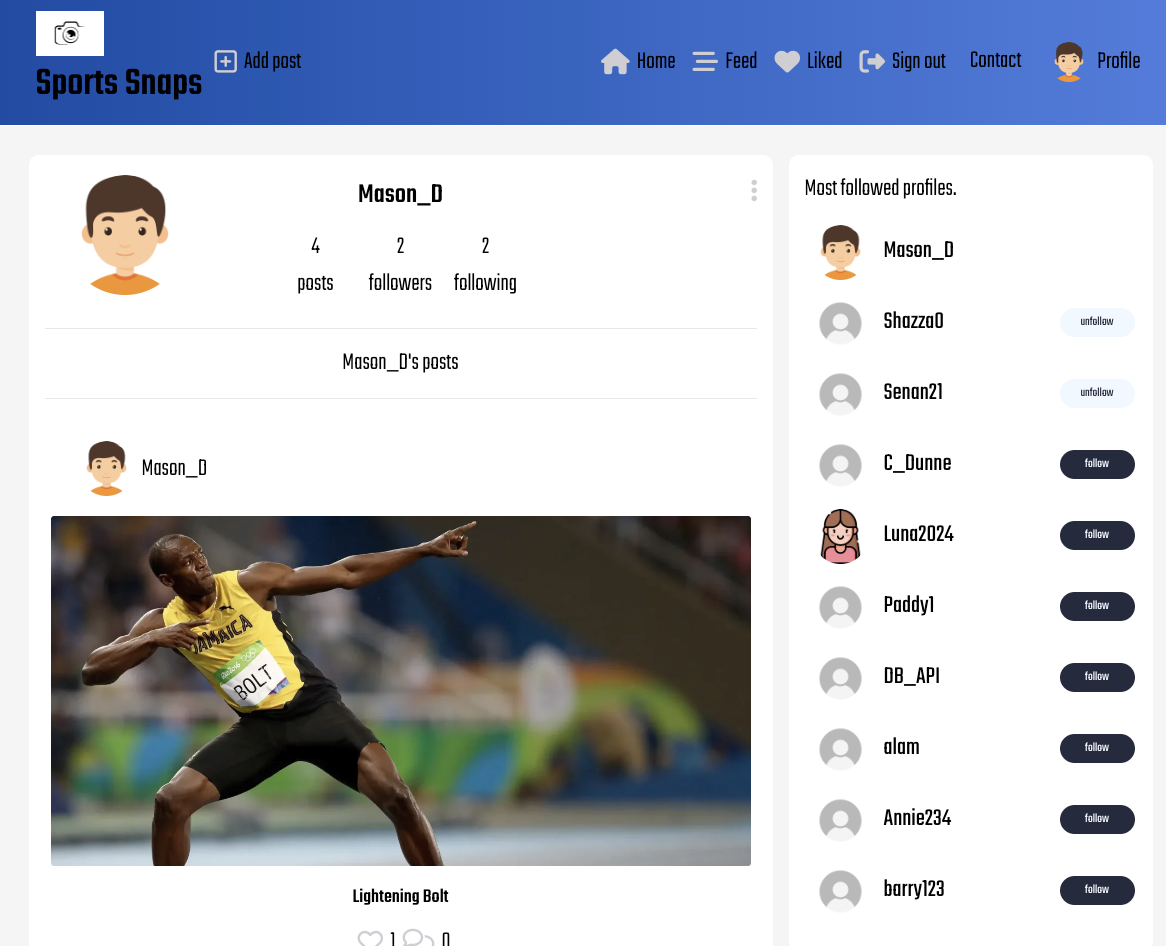 Sports Snaps
Add post
Home
Feed
Liked
Sign out
Contact
Profile
Mason_D
4
posts
2
followers
2
following
Mason_D's posts
Mason_D
JAMAICA
BOLT
Lightening Bolt
1
0
Most followed profiles.
Mason_D
Shazza0
unfollow
Senan21
unfollow
C_Dunne
follow
Luna2024
follow
Paddy1
follow
DB_API
follow
alam
follow
Annie234
follow
barry123
follow